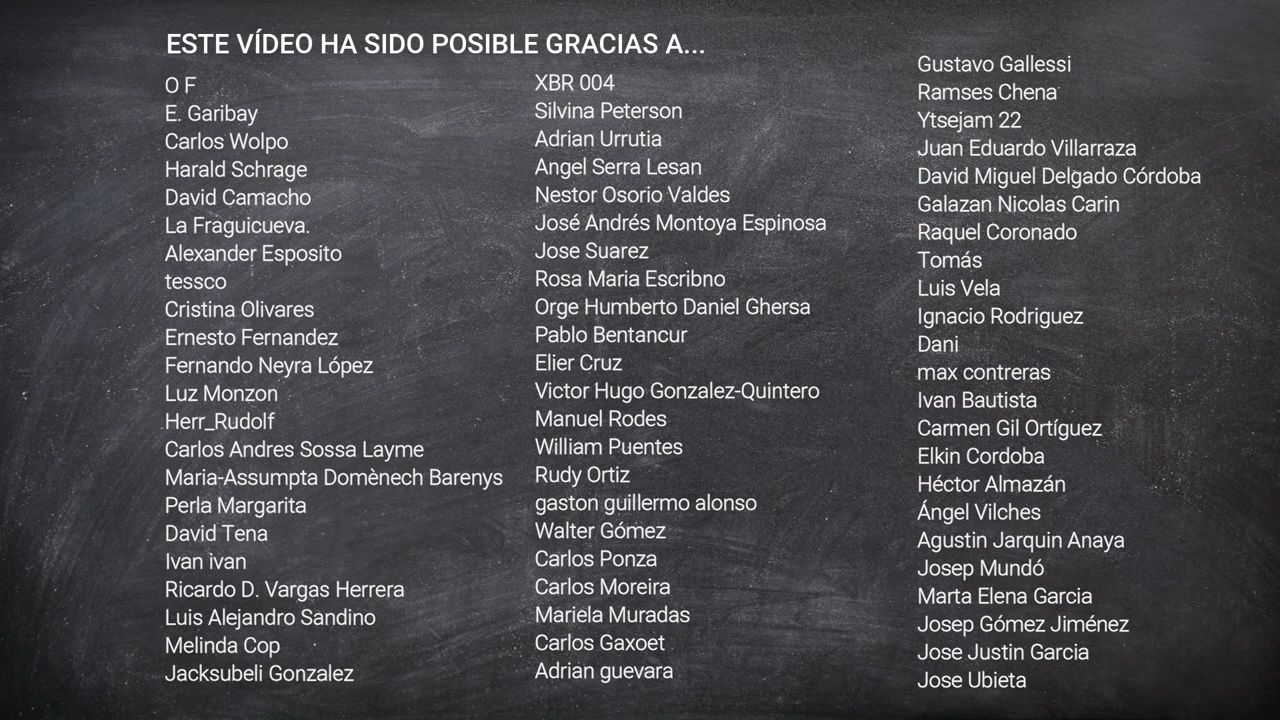 ESTE VÍDEO HA SIDO POSIBLE GRACIAS A...
O F
E. Garibay
Carlos Wolpo
Harald Schrage
David Camacho
La Fraguicueva.
Alexander Esposito
tessco
Cristina Olivares
Ernesto Fernandez
Fernando Neyra López
Luz Monzon
Herr_Rudolf
Carlos Andres Sossa Layme
Maria-Assumpta Domènech Barenys
Perla Margarita
David Tena
Ivan ivan
Ricardo D. Vargas Herrera
Luis Alejandro Sandino
Melinda Cop
Jacksubeli Gonzalez
XBR 004
Silvina Peterson
Adrian Urrutia
Angel Serra Lesan
Nestor Osorio Valdes
José Andrés Montoya Espinosa
Jose Suarez
Rosa Maria Escribno
Orge Humberto Daniel Ghersa
Pablo Bentancur
Elier Cruz
Victor Hugo Gonzalez-Quintero
Manuel Rodes
William Puentes
Rudy Ortiz
gaston guillermo alonso
Walter Gómez
Carlos Ponza
Carlos Moreira
Mariela Muradas
Carlos Gaxoet
Adrian guevara
Gustavo Gallessi
Ramses Chena
Ytsejam 22
Juan Eduardo Villarraza
David Miguel Delgado Córdoba
Galazan Nicolas Carin
Raquel Coronado
Tomás
Luis Vela
Ignacio Rodriguez
Dani
max contreras
Ivan Bautista
Carmen Gil Ortíguez
Elkin Cordoba
Héctor Almazán
Ángel Vilches
Agustin Jarquin Anaya
Josep Mundó
Marta Elena Garcia
Josep Gómez Jiménez
Jose Justin Garcia
Jose Ubieta